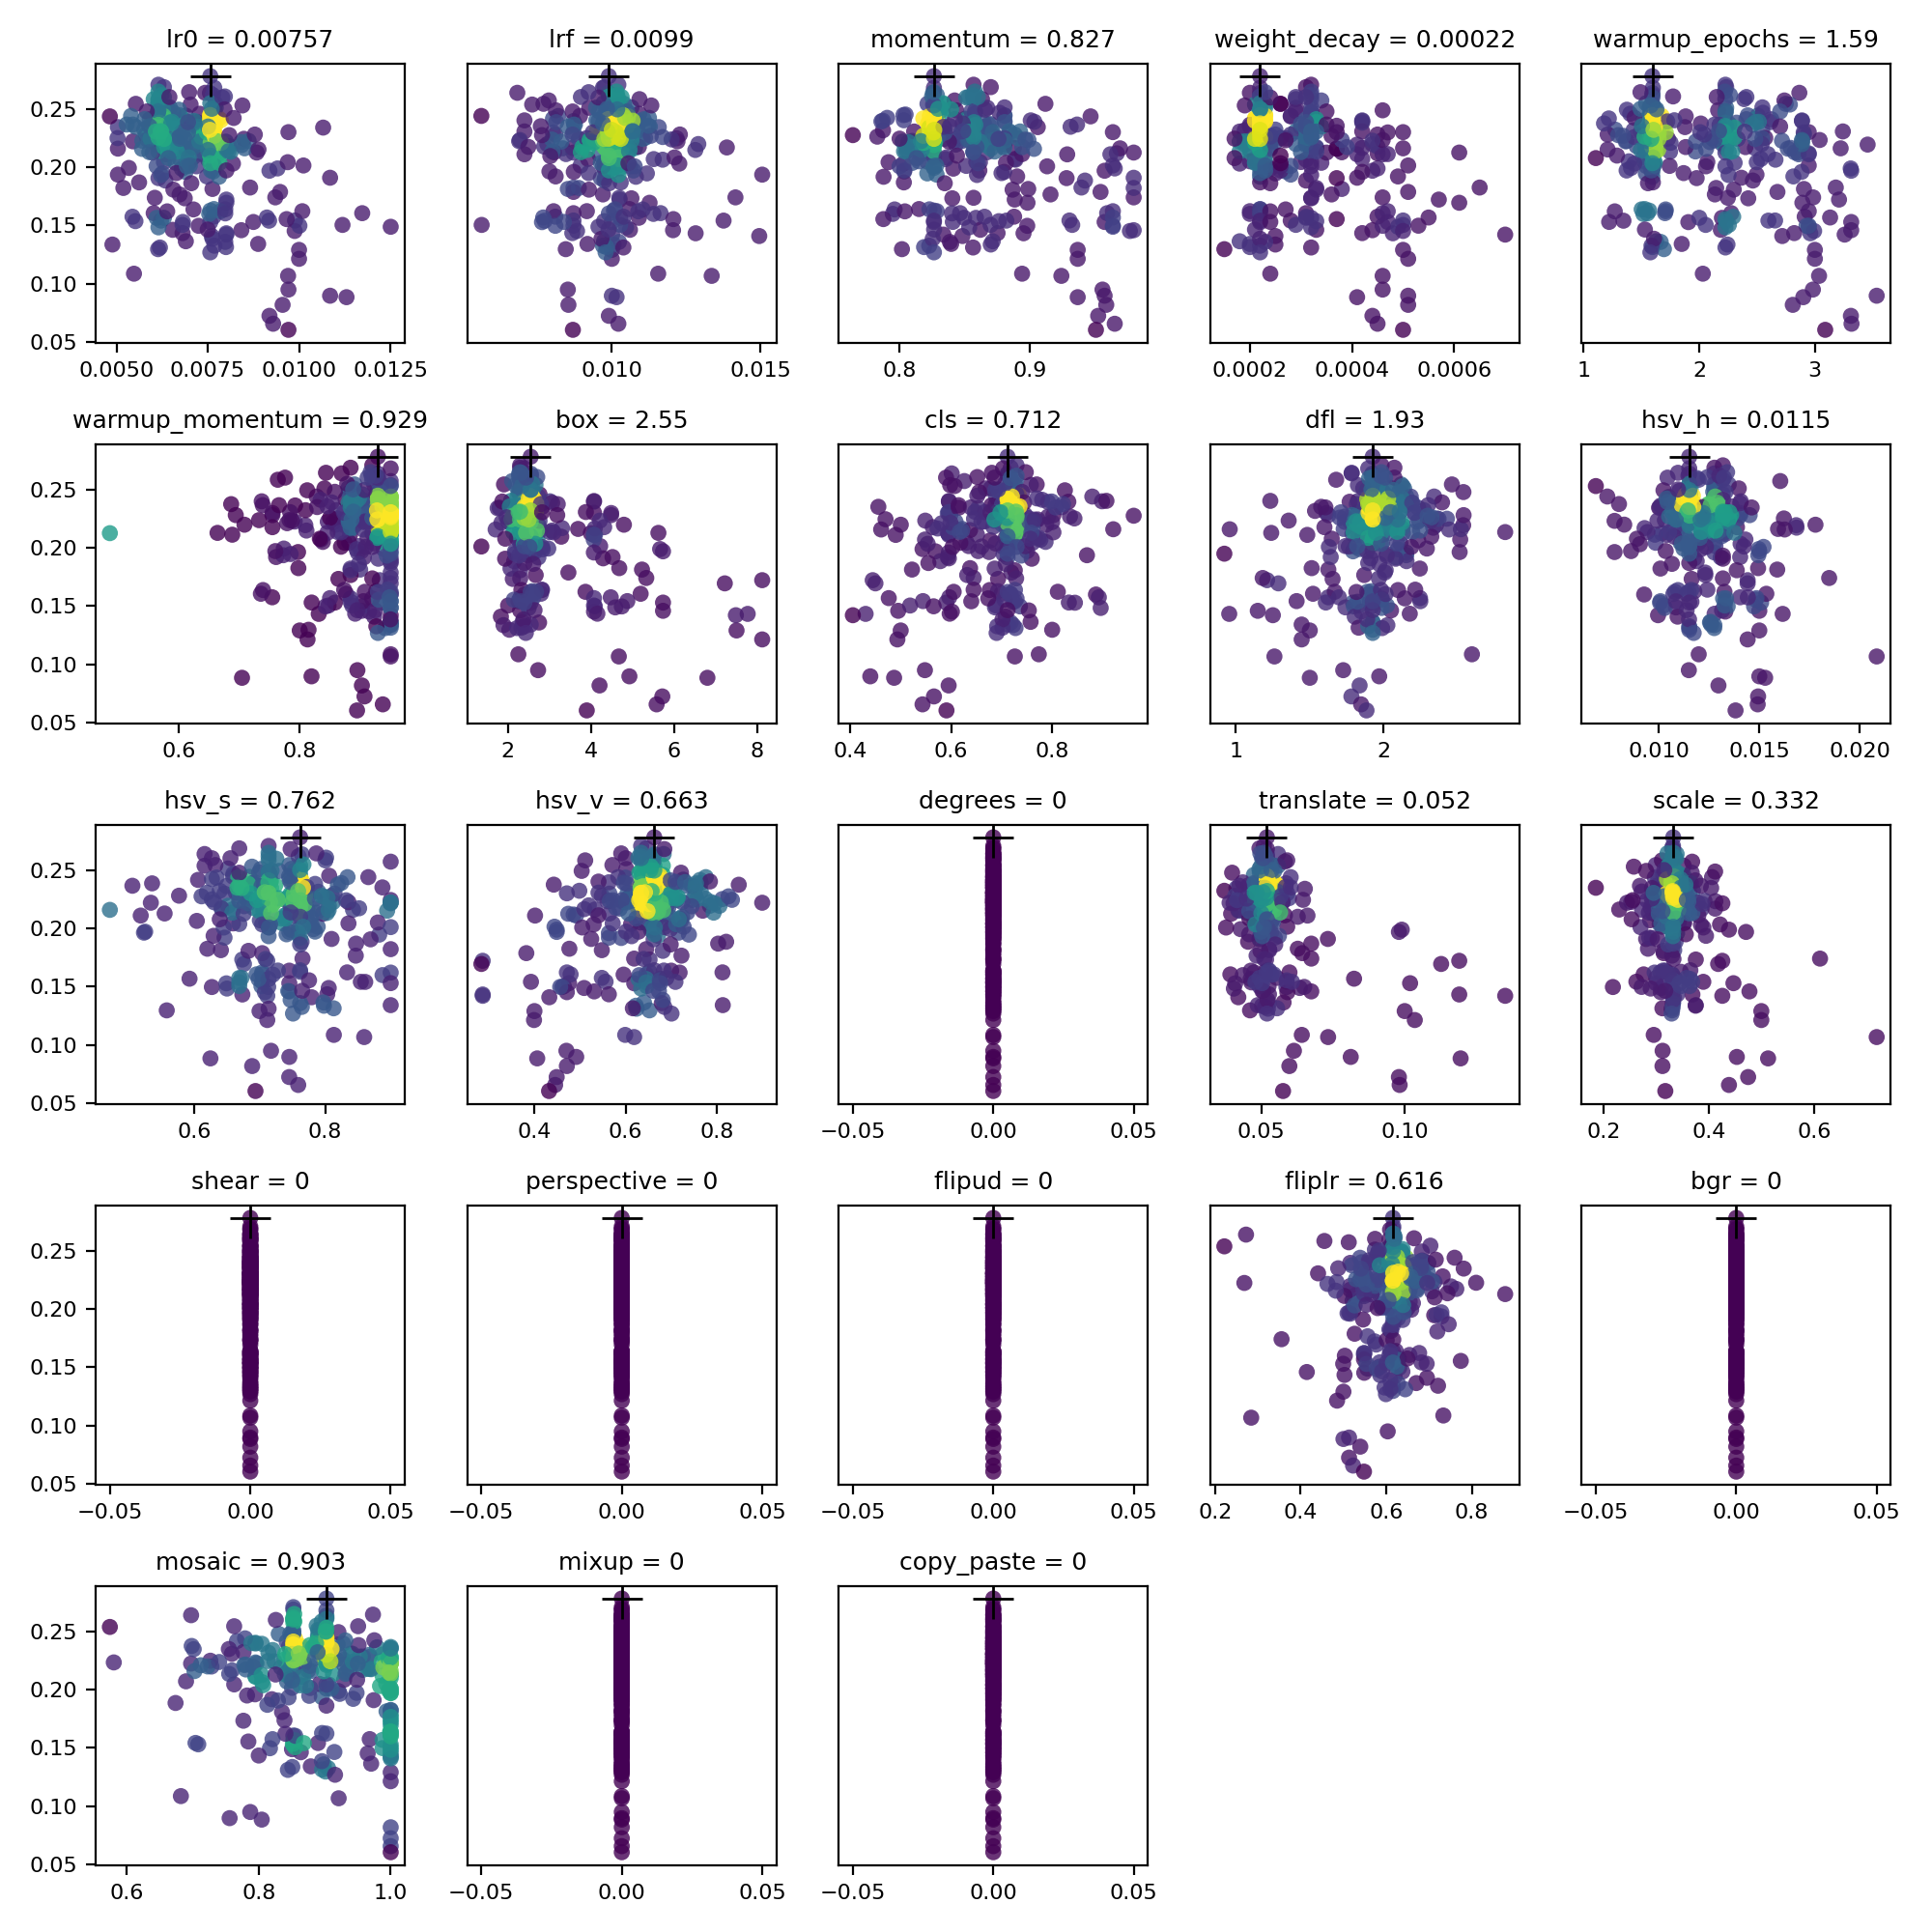 lr0 = 0.00757 lrf = 0.0099 momentum = 0.827 weight_decay = 0.00022 warmup_epochs = 1.59
0.25
0.20
0.15
0.10
0.05
0.0050 0.0075 0.0100 0.0125 0.010 0.015 0.8 0.9 0.0002 0.0004 0.0006 1 2 3
warmup_momentum = 0.929 box = 2.55 cls = 0.712 dfl = 1.93 hsv_h = 0.0115
0.25
0.20
0.15
0.10
0.05
0.6 0.8 2 4 6 8 0.4 0.6 0.8 1 2 0.010 0.015 0.020
hsv_s = 0.762 hsv_v = 0.663 degrees = 0 translate = 0.052 scale = 0.332
0.25
0.20
0.15
0.10
0.05
0.6 0.8 0.4 0.6 0.8 −0.05 0.00 0.05 0.05 0.10 0.2 0.4 0.6
shear = 0 perspective = 0 flipud = 0 fliplr = 0.616 bgr = 0
0.25
0.20
0.15
0.10
0.05
−0.05 0.00 0.05 −0.05 0.00 0.05 −0.05 0.00 0.05 0.2 0.4 0.6 0.8 −0.05 0.00 0.05
mosaic = 0.903 mixup = 0 copy_paste = 0
0.25
0.20
0.15
0.10
0.05
0.6 0.8 1.0 −0.05 0.00 0.05 −0.05 0.00 0.05